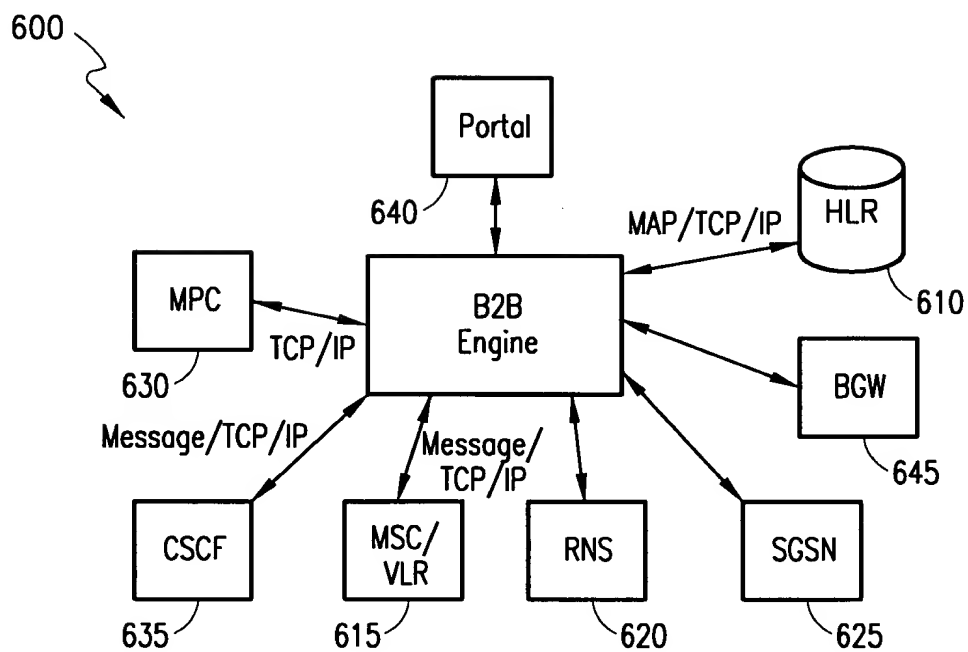 600
Portal
640
HLR
MAP/TCP/IP
610
MPC
B2B
Engine
TCP/IP
630
BGW
645
Message/TCP/IP
Message/
TCP/IP
CSCF
MSC/
VLR
RNS
SGSN
635
615
620
625